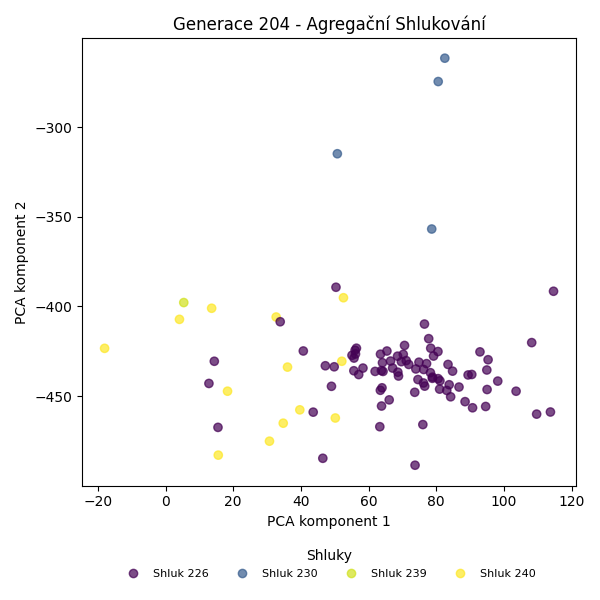 Generace 204 - Agregační Shlukování
−300
−350
−400
−450
PCA komponent 2
−20 0 20 40 60 80 100 120
PCA komponent 1
Shluky
Shluk 226 Shluk 230 Shluk 239 Shluk 240